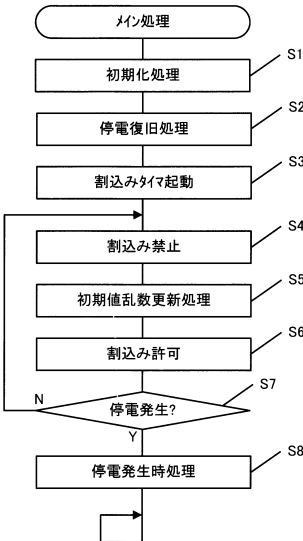 メイン処理
初期化処理
S1
停電復旧処理
S2
割込みタイマ起動
S3
割込み禁止
S4
初期値乱数更新処理
S5
割込み許可
S6
停電発生?
S7
N
Y
停電発生時処理
S8